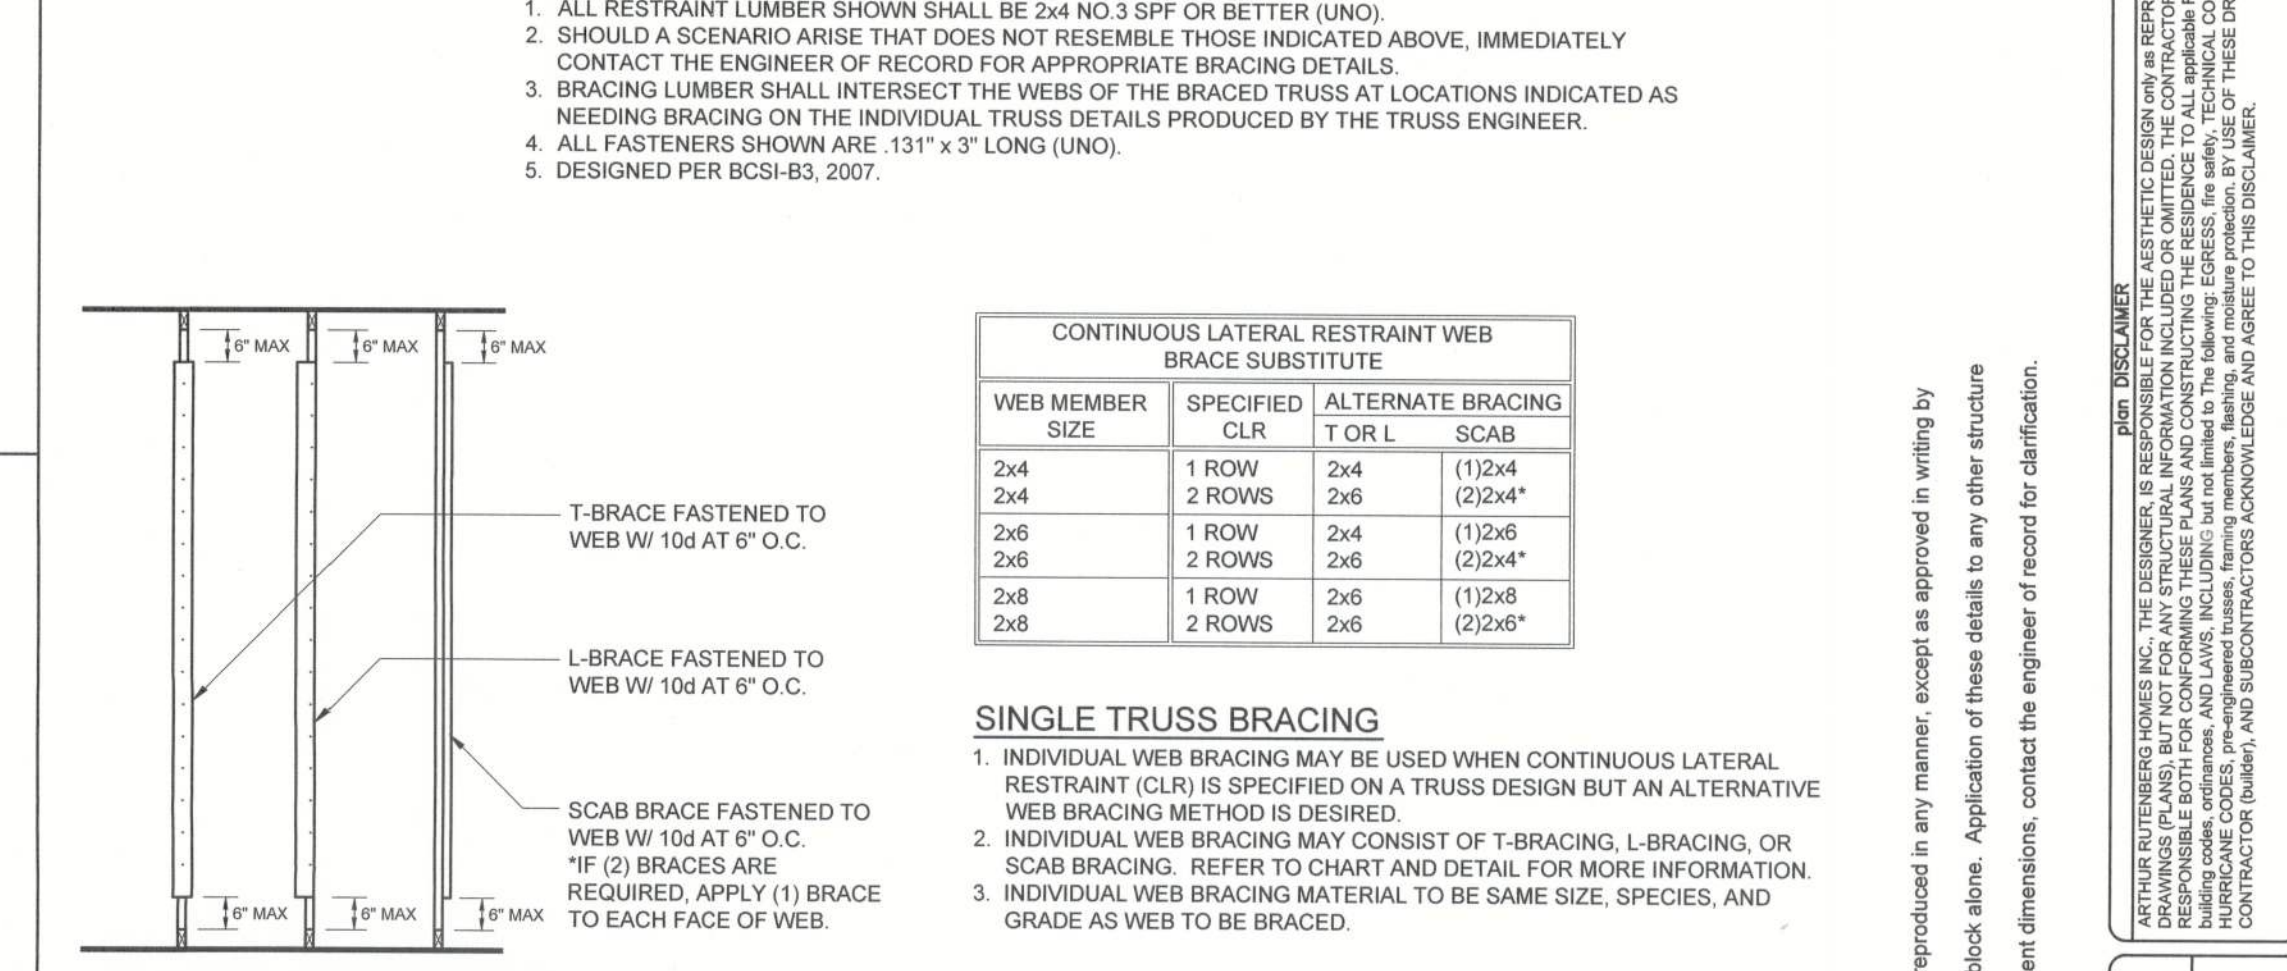 1. ALL RESTRAINT LUMBER SHOWN SHALL BE 2x4 NO.3 SPF OR BETTER (UNO).
2. SHOULD A SCENARIO ARISE THAT DOES NOT RESEMBLE THOSE INDICATED ABOVE, IMMEDIATELY
CONTACT THE ENGINEER OF RECORD FOR APPROPRIATE BRACING DETAILS.
3. BRACING LUMBER SHALL INTERSECT THE WEBS OF THE BRACED TRUSS AT LOCATIONS INDICATED AS
NEEDING BRACING ON THE INDIVIDUAL TRUSS DETAILS PRODUCED BY THE TRUSS ENGINEER.
4. ALL FASTENERS SHOWN ARE .131" x 3" LONG (UNO).
5. DESIGNED PER BCSI-B3, 2007.
6" MAX 6" MAX 6" MAX
T-BRACE FASTENED TO
WEB W/ 10d AT 6" O.C.
L-BRACE FASTENED TO
WEB W/ 10d AT 6" O.C.
SCAB BRACE FASTENED TO
WEB W/ 10d AT 6" O.C.
*IF (2) BRACES ARE
REQUIRED, APPLY (1) BRACE
TO EACH FACE OF WEB.
6" MAX 6" MAX 6" MAX
CONTINUOUS LATERAL RESTRAINT WEB
BRACE SUBSTITUTE
WEB MEMBER SPECIFIED ALTERNATE BRACING
SIZE CLR T OR L SCAB
2x4 1 ROW 2x4 (1)2x4
2x4 2 ROWS 2x6 (2)2x4*
2x6 1 ROW 2x4 (1)2x6
2x6 2 ROWS 2x6 (2)2x4*
2x8 1 ROW 2x6 (1)2x8
2x8 2 ROWS 2x6 (2)2x6*
SINGLE TRUSS BRACING
1. INDIVIDUAL WEB BRACING MAY BE USED WHEN CONTINUOUS LATERAL
RESTRAINT (CLR) IS SPECIFIED ON A TRUSS DESIGN BUT AN ALTERNATIVE
WEB BRACING METHOD IS DESIRED.
2. INDIVIDUAL WEB BRACING MAY CONSIST OF T-BRACING, L-BRACING, OR
SCAB BRACING. REFER TO CHART AND DETAIL FOR MORE INFORMATION.
3. INDIVIDUAL WEB BRACING MATERIAL TO BE SAME SIZE, SPECIES, AND
GRADE AS WEB TO BE BRACED.
reproduced in any manner, except as approved in writing by
block alone. Application of these details to any other structure
dimensions, contact the engineer of record for clarification.
plan DISCLAIMER
ARTHUR RUTENBERG HOMES INC., THE DESIGNER, IS RESPONSIBLE FOR THE AESTHETIC DESIGN only as
DRAWINGS (PLANS), BUT NOT FOR ANY STRUCTURAL INFORMATION INCLUDED OR OMITTED. THE CONTRACTOR
RESPONSIBLE BOTH FOR CONFORMING THESE PLANS AND CONSTRUCTING THE RESIDENCE TO ALL applicable
building codes, ordinances, AND LAWS, INCLUDING but not limited to The following: EGRESS, fire safety, TECHNICAL
HURRICANE CODES, pre-engineered trusses, framing members, flashing, and moisture protection. BY USE OF THESE
CONTRACTOR (builder), AND SUBCONTRACTORS ACKNOWLEDGE AND AGREE TO THIS DISCLAIMER.